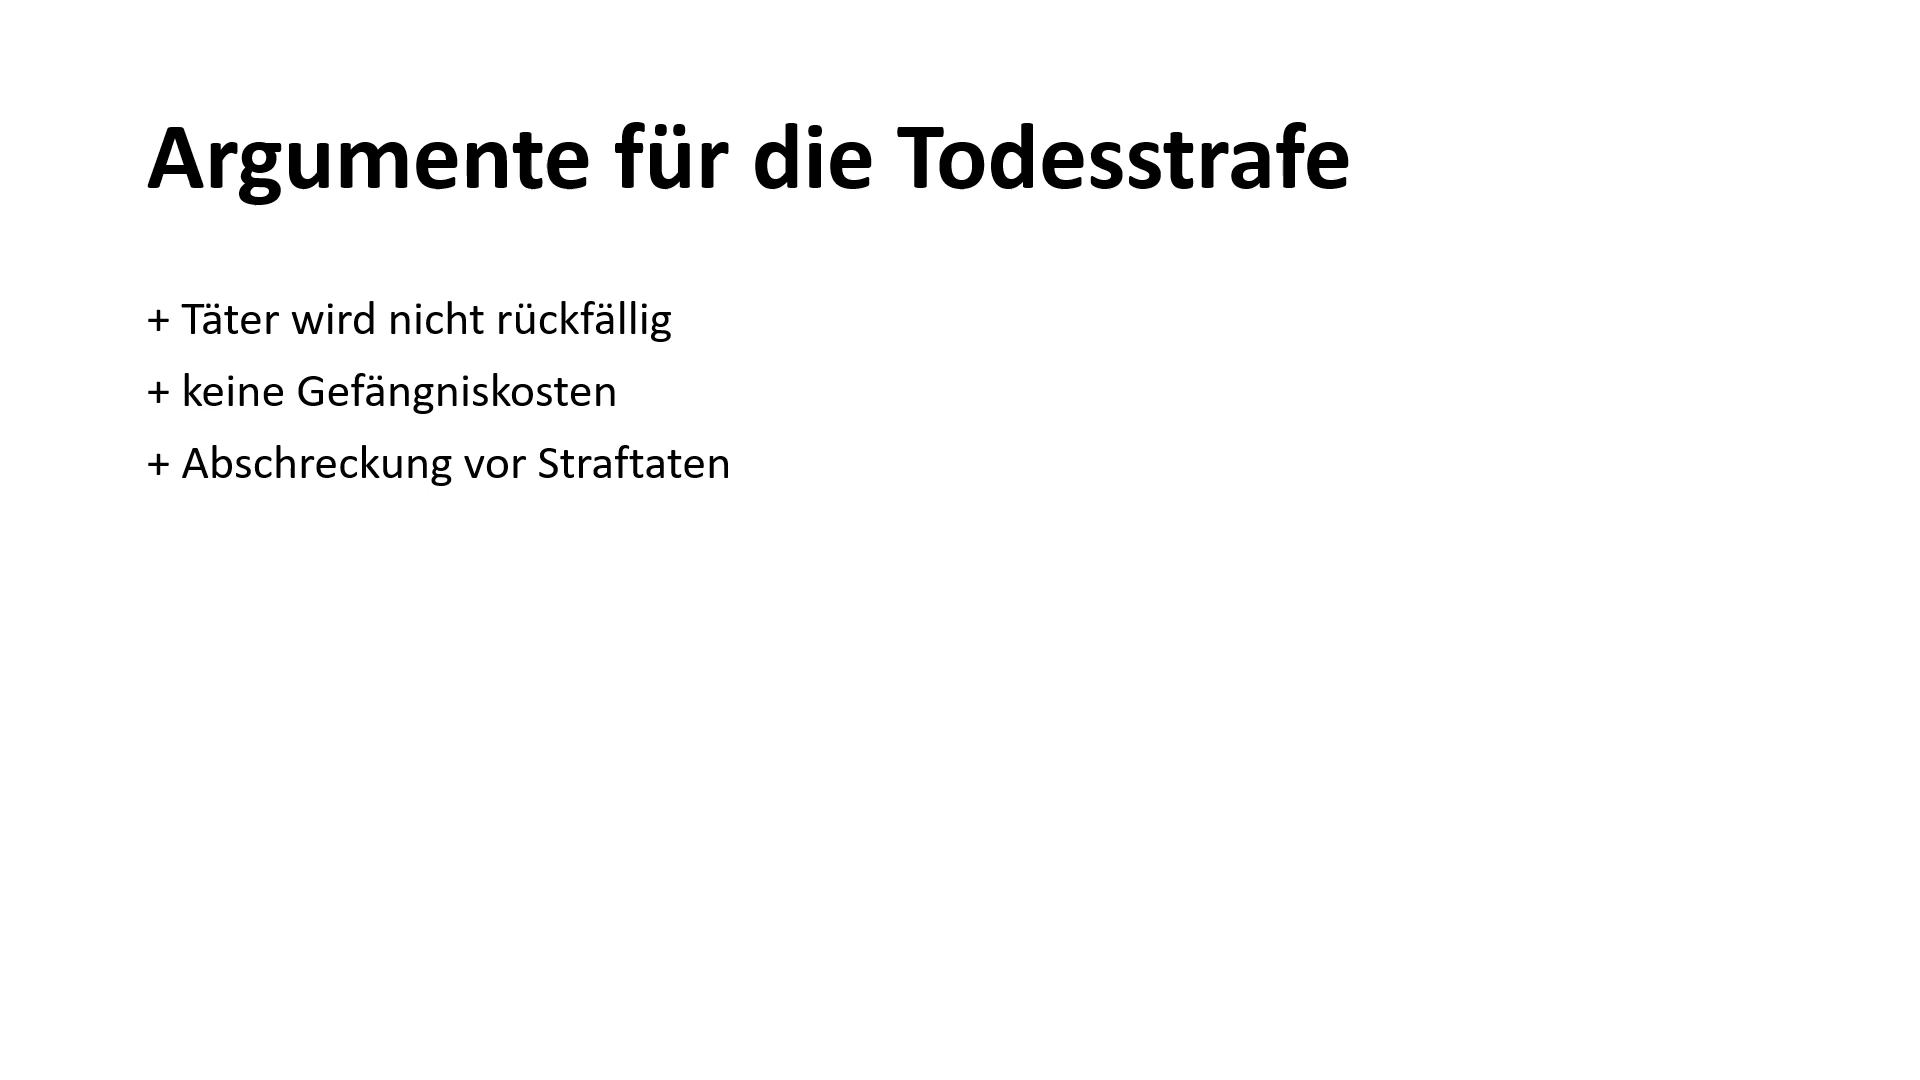 Argumente für die Todesstrafe
+ Täter wird nicht rückfällig
+ keine Gefängniskosten
+ Abschreckung vor Straftaten